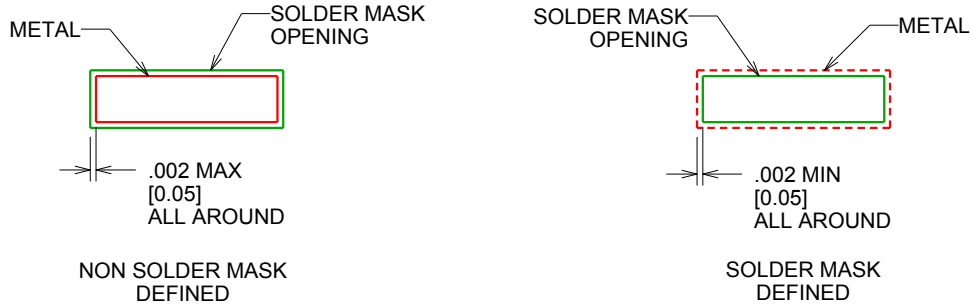 METAL
SOLDER MASK
OPENING
.002 MAX
[0.05]
ALL AROUND
NON SOLDER MASK
DEFINED
SOLDER MASK
OPENING
METAL
.002 MIN
[0.05]
ALL AROUND
SOLDER MASK
DEFINED